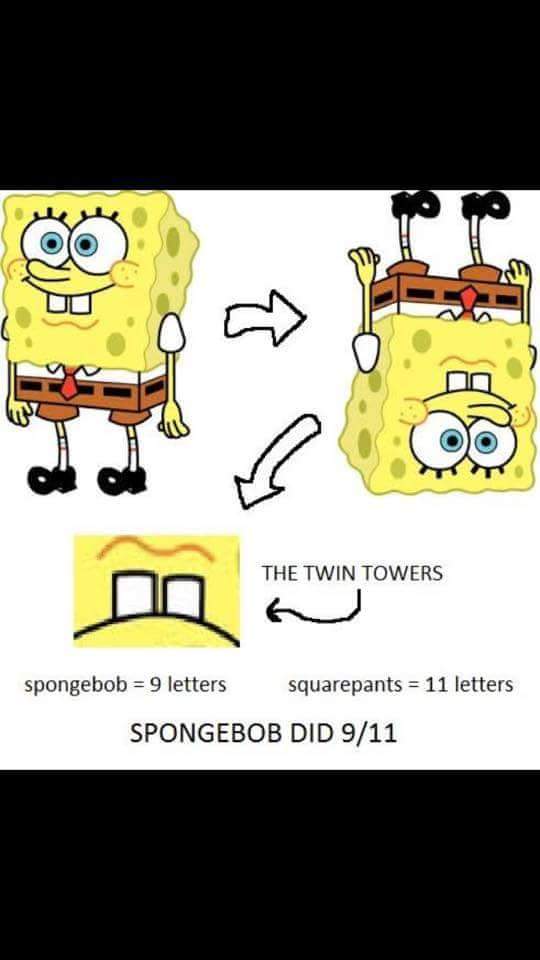 THE TWIN TOWERS
spongebob = 9 letters
squarepants = 11 letters
SPONGEBOB DID 9/11